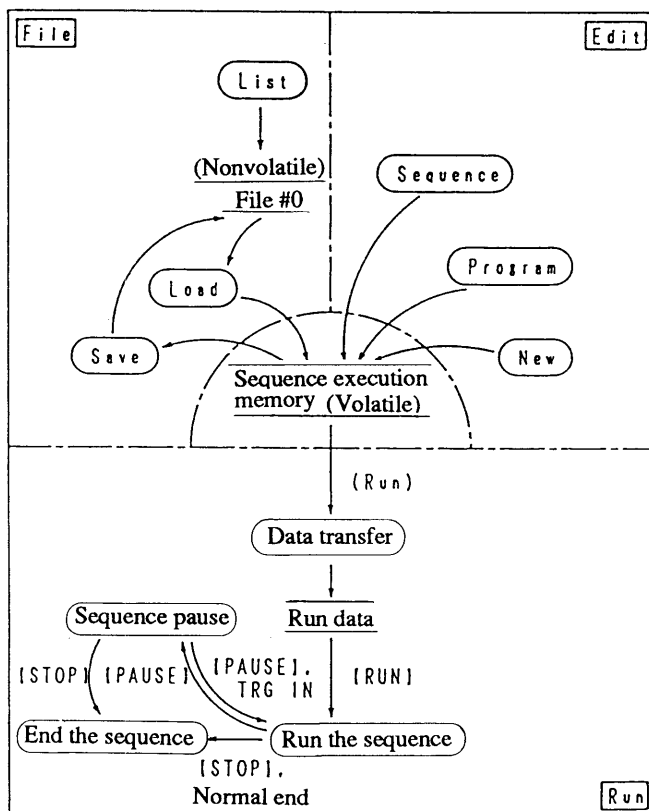 File
Edit
List
(Nonvolatile)
File #0
Sequence
Program
Load
Save
New
Sequence execution
memory (Volatile)
(Run)
Data transfer
Sequence pause
Run data
[STOP]
[PAUSE]
[PAUSE],
TRG IN
[RUN]
End the sequence
Run the sequence
[STOP],
Normal end
Run